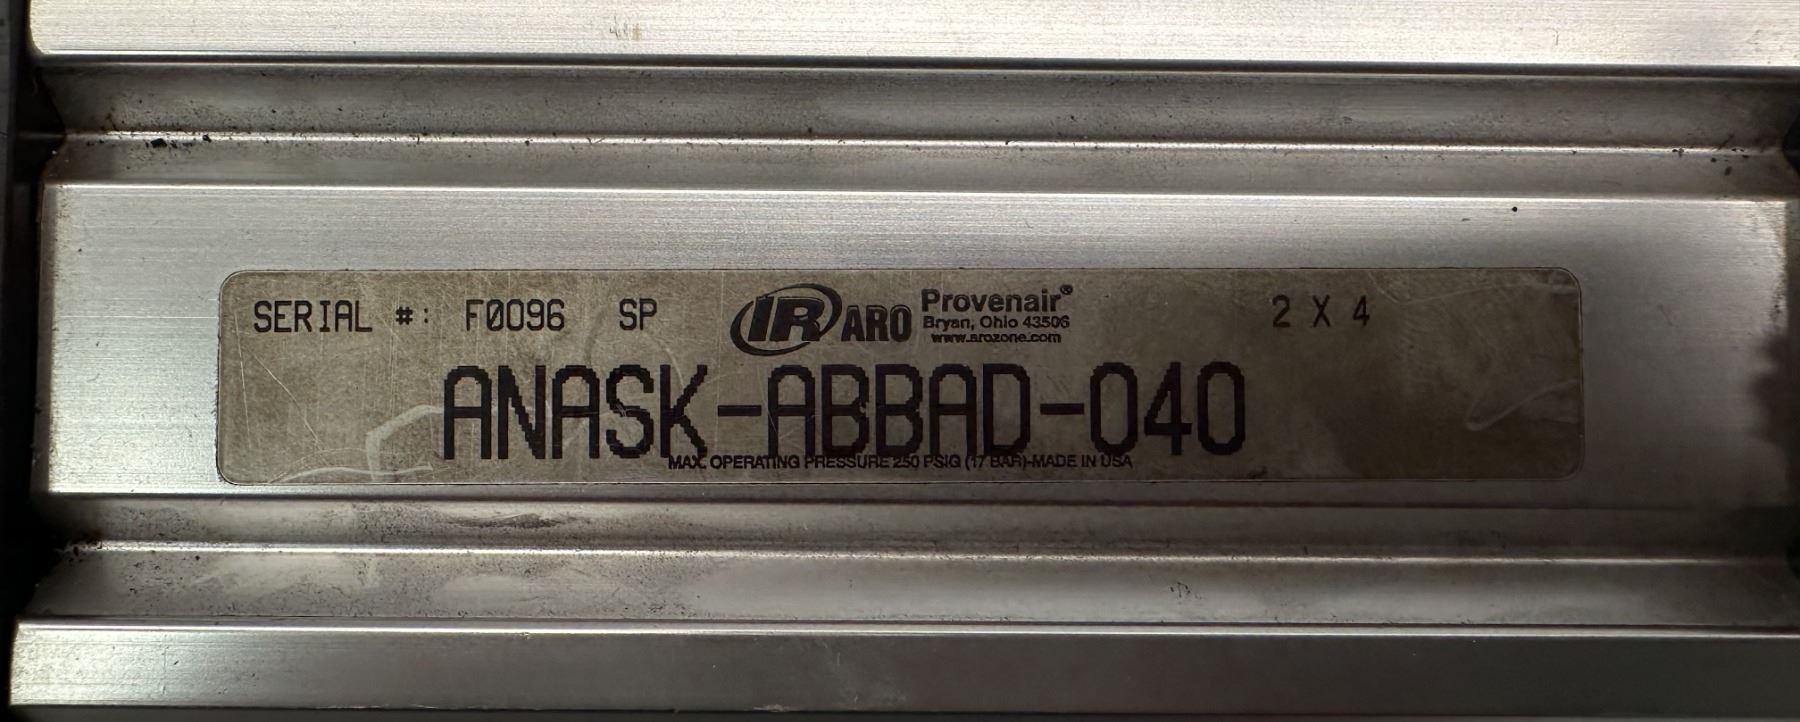 SERIAL #: F0096 SP
IR ARO
Provenair®
Bryan, Ohio 43506
www.arozone.com
2 X 4
ANASK-ABBAD-040
MAX. OPERATING PRESSURE 250 PSIG (17 BAR)-MADE IN USA